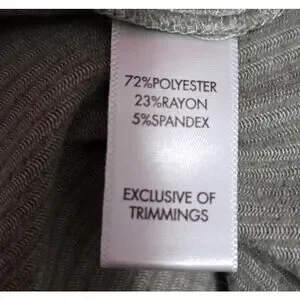 72%POLYESTER
23%RAYON
5%SPANDEX
EXCLUSIVE OF
TRIMMINGS